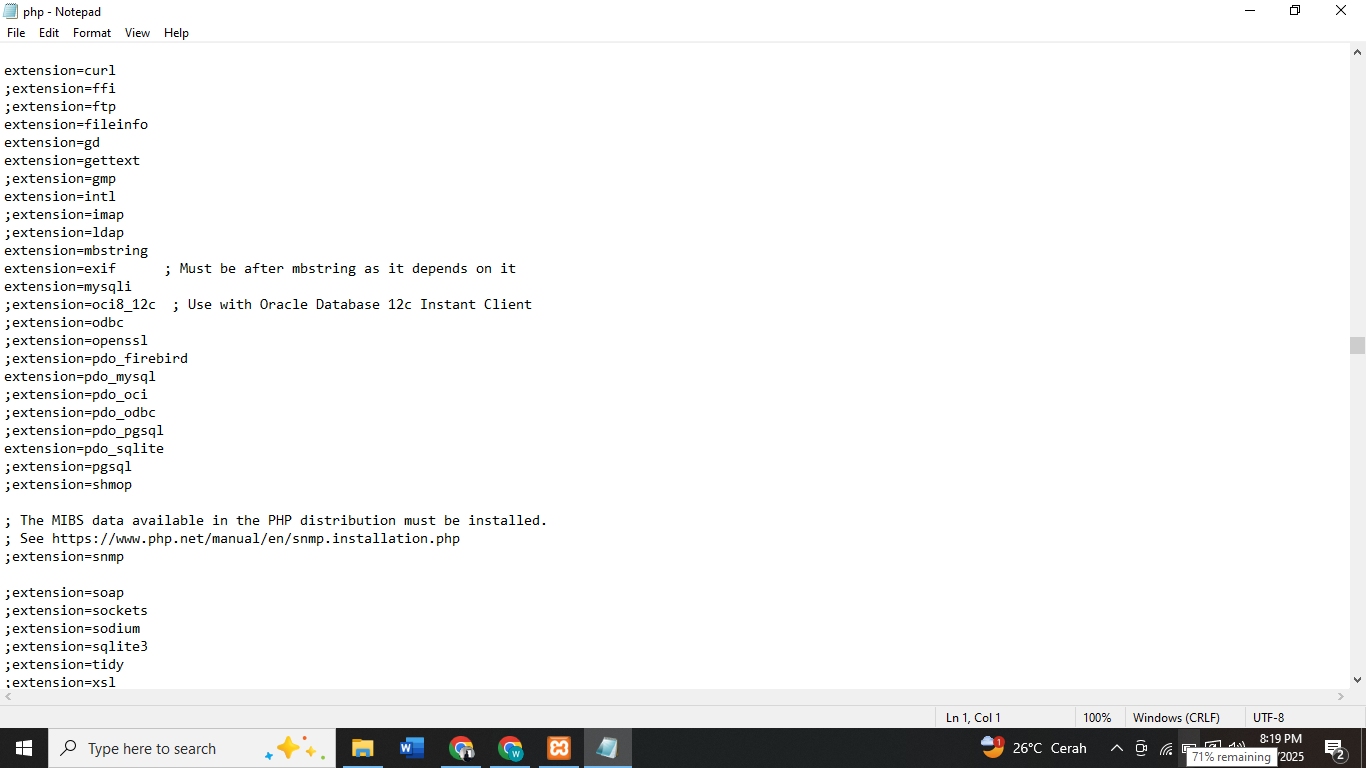 php - Notepad
File Edit Format View Help
extension=curl
;extension=ffi
;extension=ftp
extension=fileinfo
extension=gd
extension=gettext
;extension=gmp
extension=intl
;extension=imap
;extension=ldap
extension=mbstring
extension=exif      ; Must be after mbstring as it depends on it
extension=mysqli
;extension=oci8_12c  ; Use with Oracle Database 12c Instant Client
;extension=odbc
;extension=openssl
;extension=pdo_firebird
extension=pdo_mysql
;extension=pdo_oci
;extension=pdo_odbc
;extension=pdo_pgsql
extension=pdo_sqlite
;extension=pgsql
;extension=shmop
; The MIBS data available in the PHP distribution must be installed.
; See https://www.php.net/manual/en/snmp.installation.php
;extension=snmp
;extension=soap
;extension=sockets
;extension=sodium
;extension=sqlite3
;extension=tidy
;extension=xsl
Ln 1, Col 1 100% Windows (CRLF) UTF-8
Type here to search
1
26°C Cerah
8:19 PM
/2025
71% remaining
2